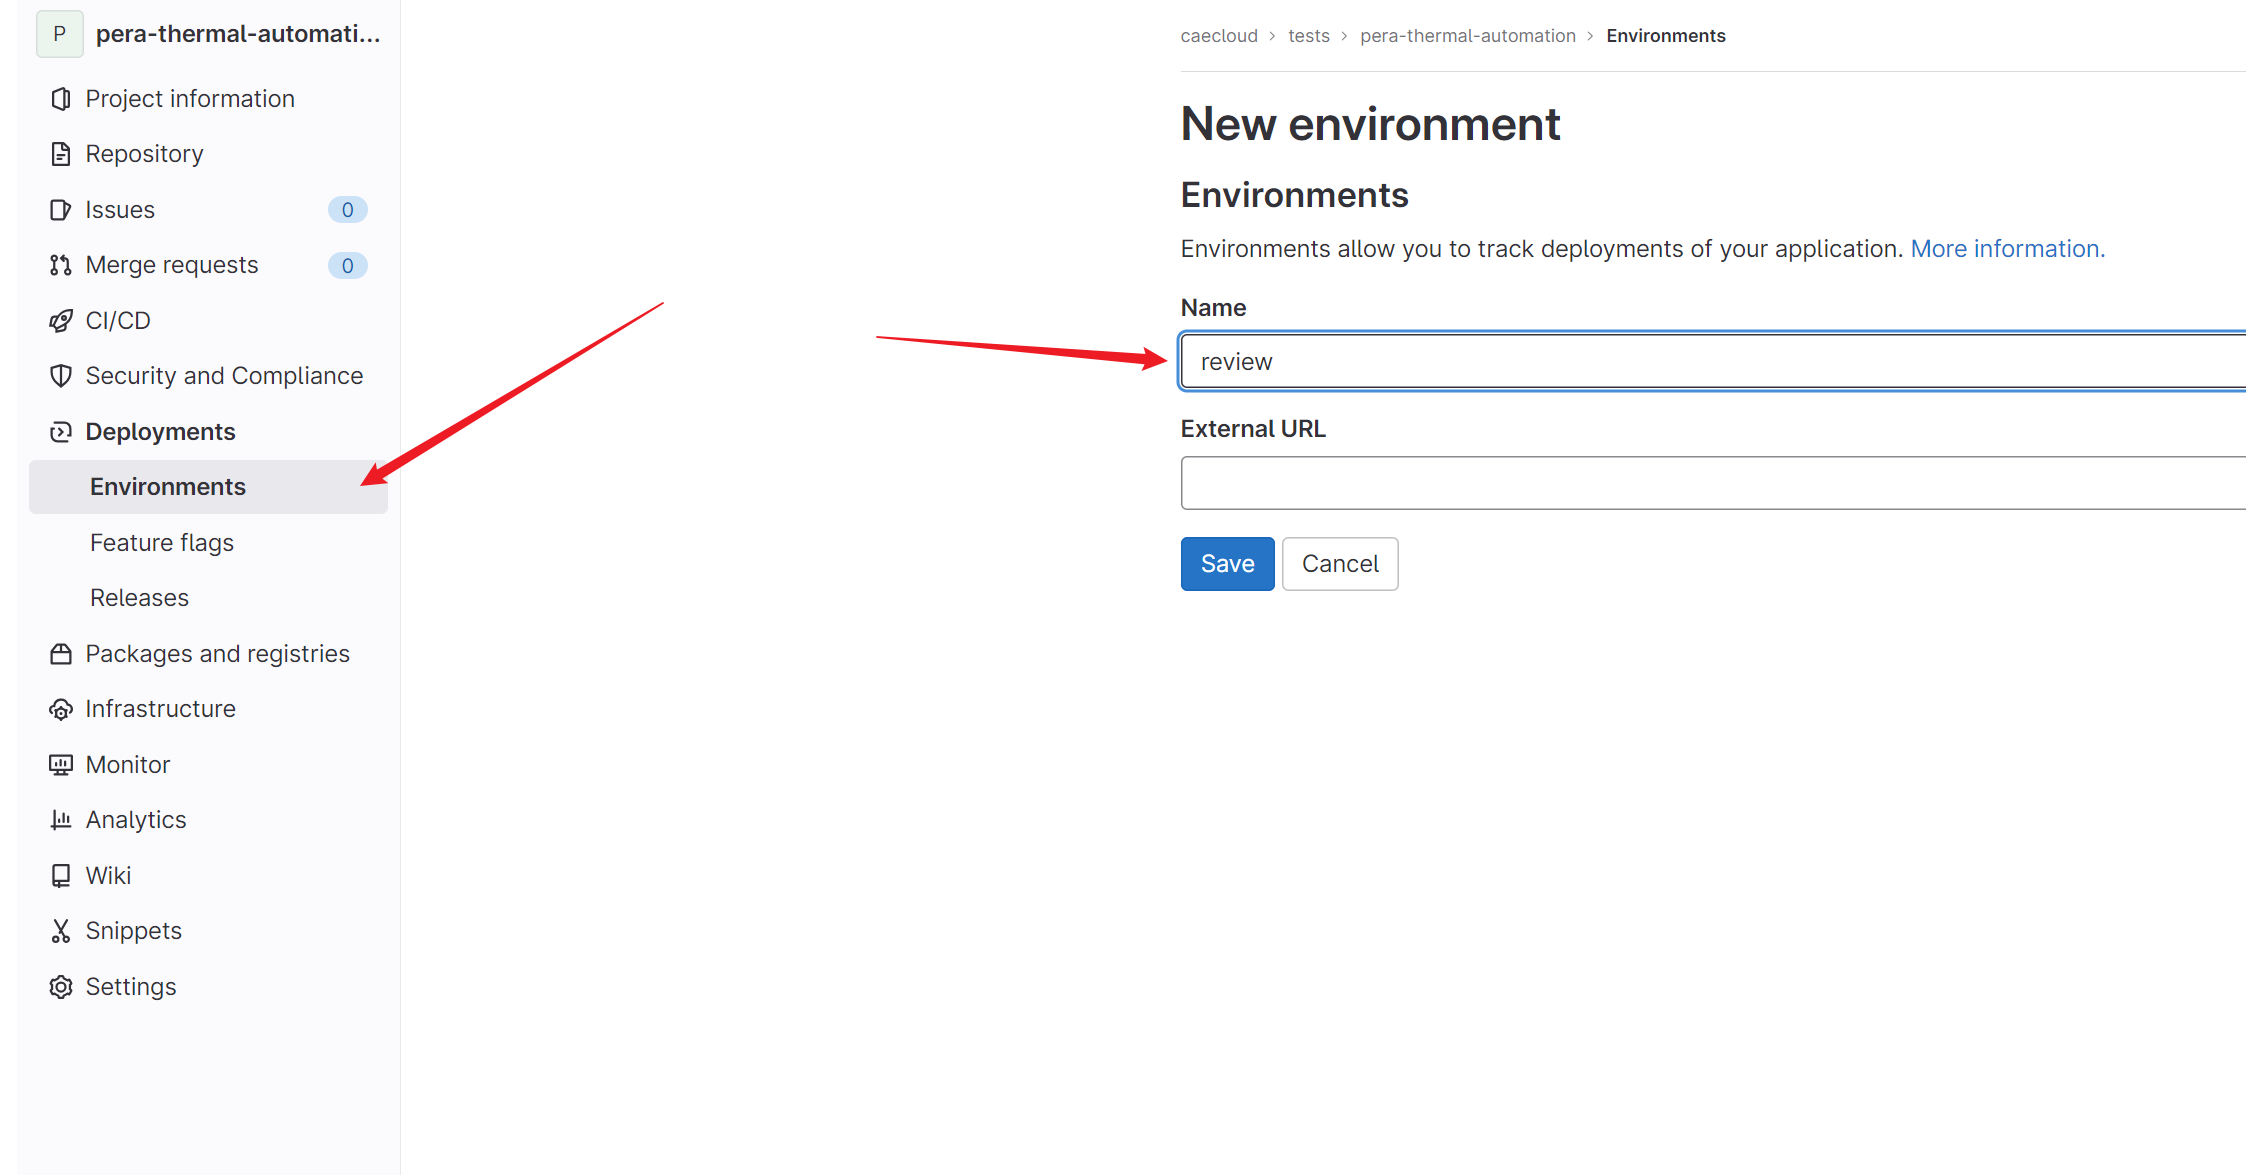 P
pera-thermal-automati...
Project information
Repository
Issues 0
Merge requests 0
CI/CD
Security and Compliance
Deployments
Environments
Feature flags
Releases
Packages and registries
Infrastructure
Monitor
Analytics
Wiki
Snippets
Settings
caecloud › tests › pera-thermal-automation › Environments
New environment
Environments
Environments allow you to track deployments of your application. More information.
Name
review
External URL
Save Cancel